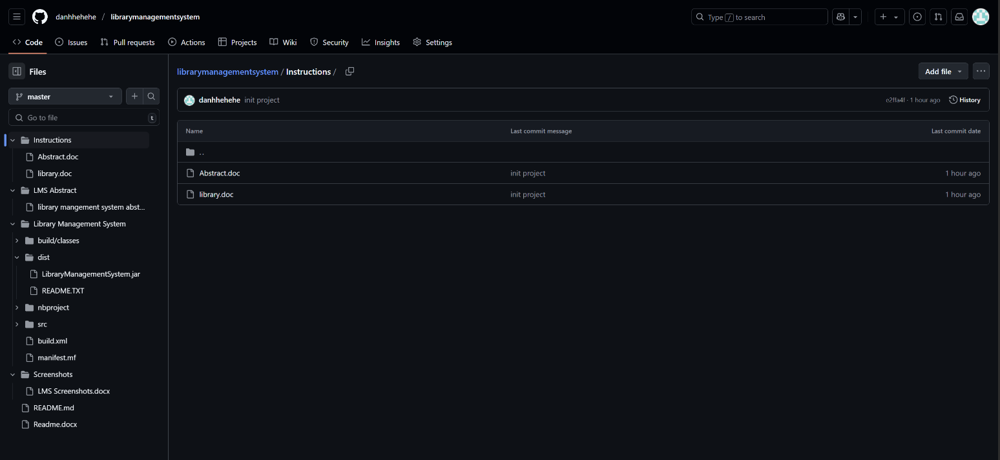 danhhehehe / librarymanagementsystem
Type / to search
Code Issues Pull requests Actions Projects Wiki Security Insights Settings
Files
master
Go to file t
Instructions
Abstract.doc
library.doc
LMS Abstract
library mangement system abst...
Library Management System
build/classes
dist
LibraryManagementSystem.jar
README.TXT
nbproject
src
build.xml
manifest.mf
Screenshots
LMS Screenshots.docx
README.md
Readme.docx
librarymanagementsystem / Instructions /
Add file
danhhehehe init project
e2ffa4f · 1 hour ago History
Name Last commit message Last commit date
..
Abstract.doc init project 1 hour ago
library.doc init project 1 hour ago